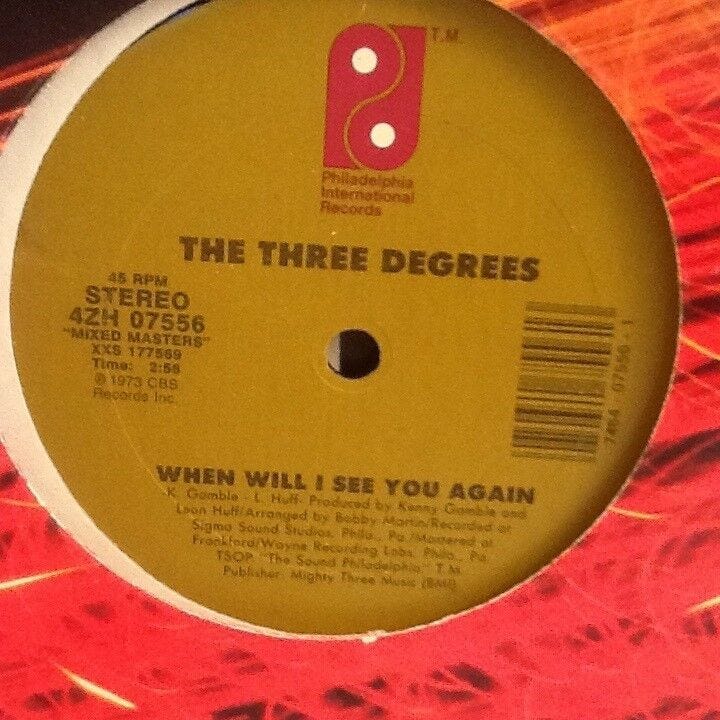 T.M.
Philadelphia
International
Records
THE THREE DEGREES
45 RPM
STEREO
4ZH 07556
"MIXED MASTERS"
XXS 177569
Time: 2:58
© 1973 CBS
Records Inc.
7464 07556 - 1
WHEN WILL I SEE YOU AGAIN
K. Gamble - L. Huff- Produced by Kenny Gamble and
Leon Huff/Arranged by Bobby Martin/Recorded at
Sigma Sound Studios, Phila., Pa./Mastered at
Frankford/Wayne Recording Labs, Phila., Pa.
TSOP "The Sound Philadelphia" T.M.
Publisher: Mighty Three Music (BMI)